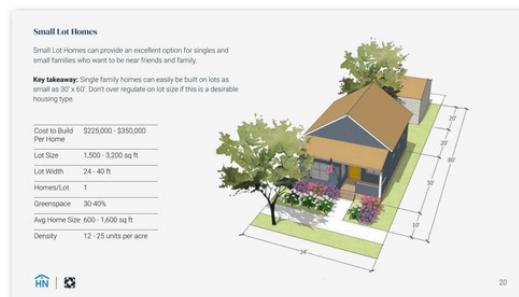 Small Lot Homes
Small Lot Homes can provide an excellent option for singles and
small families who want to be near friends and family.
Key takeaway: Single family homes can easily be built on lots as
small as 30' x 60'. Don't over regulate on lot size if this is a desirable
housing type.
Cost to Build $225,000 - $350,000
Per Home
Lot Size 1,500 - 3,200 sq ft
Lot Width 24 - 40 ft
Homes/Lot 1
Greenspace 30-40%
Avg Home Size 600 - 1,600 sq ft
Density 12 - 25 units per acre
20'
20'
80'
30'
10'
24'
HN
20